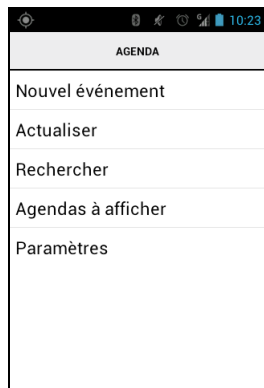 10:23
AGENDA
Nouvel événement
Actualiser
Rechercher
Agendas à afficher
Paramètres